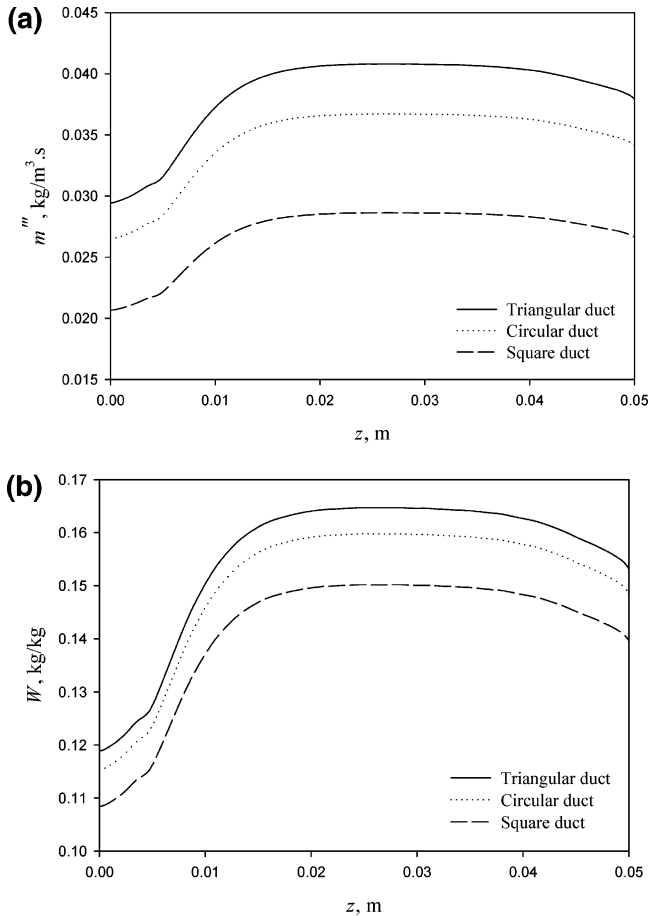 (a)
0.045
0.040
0.035
0.030
0.025
0.020
0.015
m''', kg/m³.s
Triangular duct
Circular duct
Square duct
0.00 0.01 0.02 0.03 0.04 0.05
z, m
(b)
0.17
0.16
0.15
0.14
0.13
0.12
0.11
0.10
W, kg/kg
Triangular duct
Circular duct
Square duct
0.00 0.01 0.02 0.03 0.04 0.05
z, m